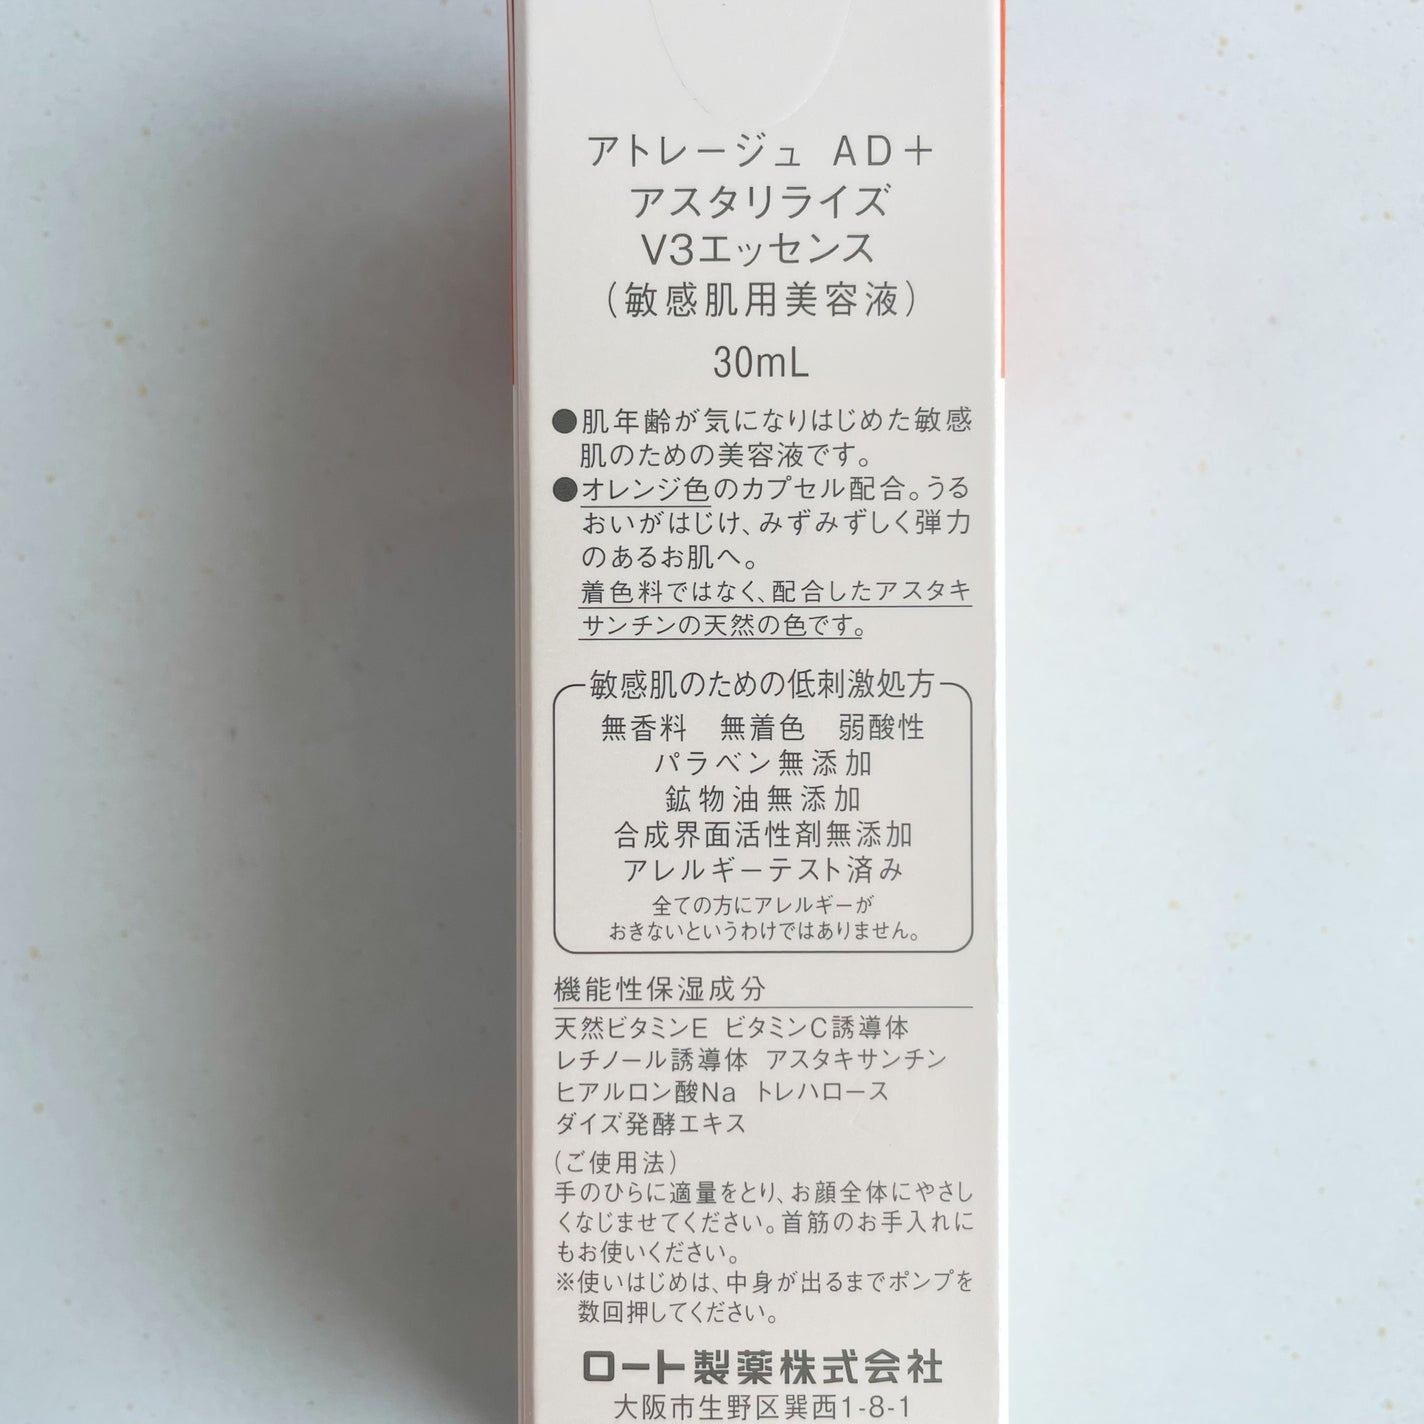 アトレージュ AD＋
アスタリライズ
V3エッセンス
（敏感肌用美容液）
30mL
●肌年齢が気になりはじめた敏感
肌のための美容液です。
●オレンジ色のカプセル配合。うる
おいがはじけ、みずみずしく弾力
のあるお肌へ。
着色料ではなく、配合したアスタキ
サンチンの天然の色です。
敏感肌のための低刺激処方
無香料　無着色　弱酸性
パラベン無添加
鉱物油無添加
合成界面活性剤無添加
アレルギーテスト済み
全ての方にアレルギーが
おきないというわけではありません。
機能性保湿成分
天然ビタミンE ビタミンC誘導体
レチノール誘導体 アスタキサンチン
ヒアルロン酸Na トレハロース
ダイズ発酵エキス
（ご使用法）
手のひらに適量をとり、お顔全体にやさし
くなじませてください。首筋のお手入れに
もお使いください。
※使いはじめは、中身が出るまでポンプを
数回押してください。
ロート製薬株式会社
大阪市生野区巽西1-8-1